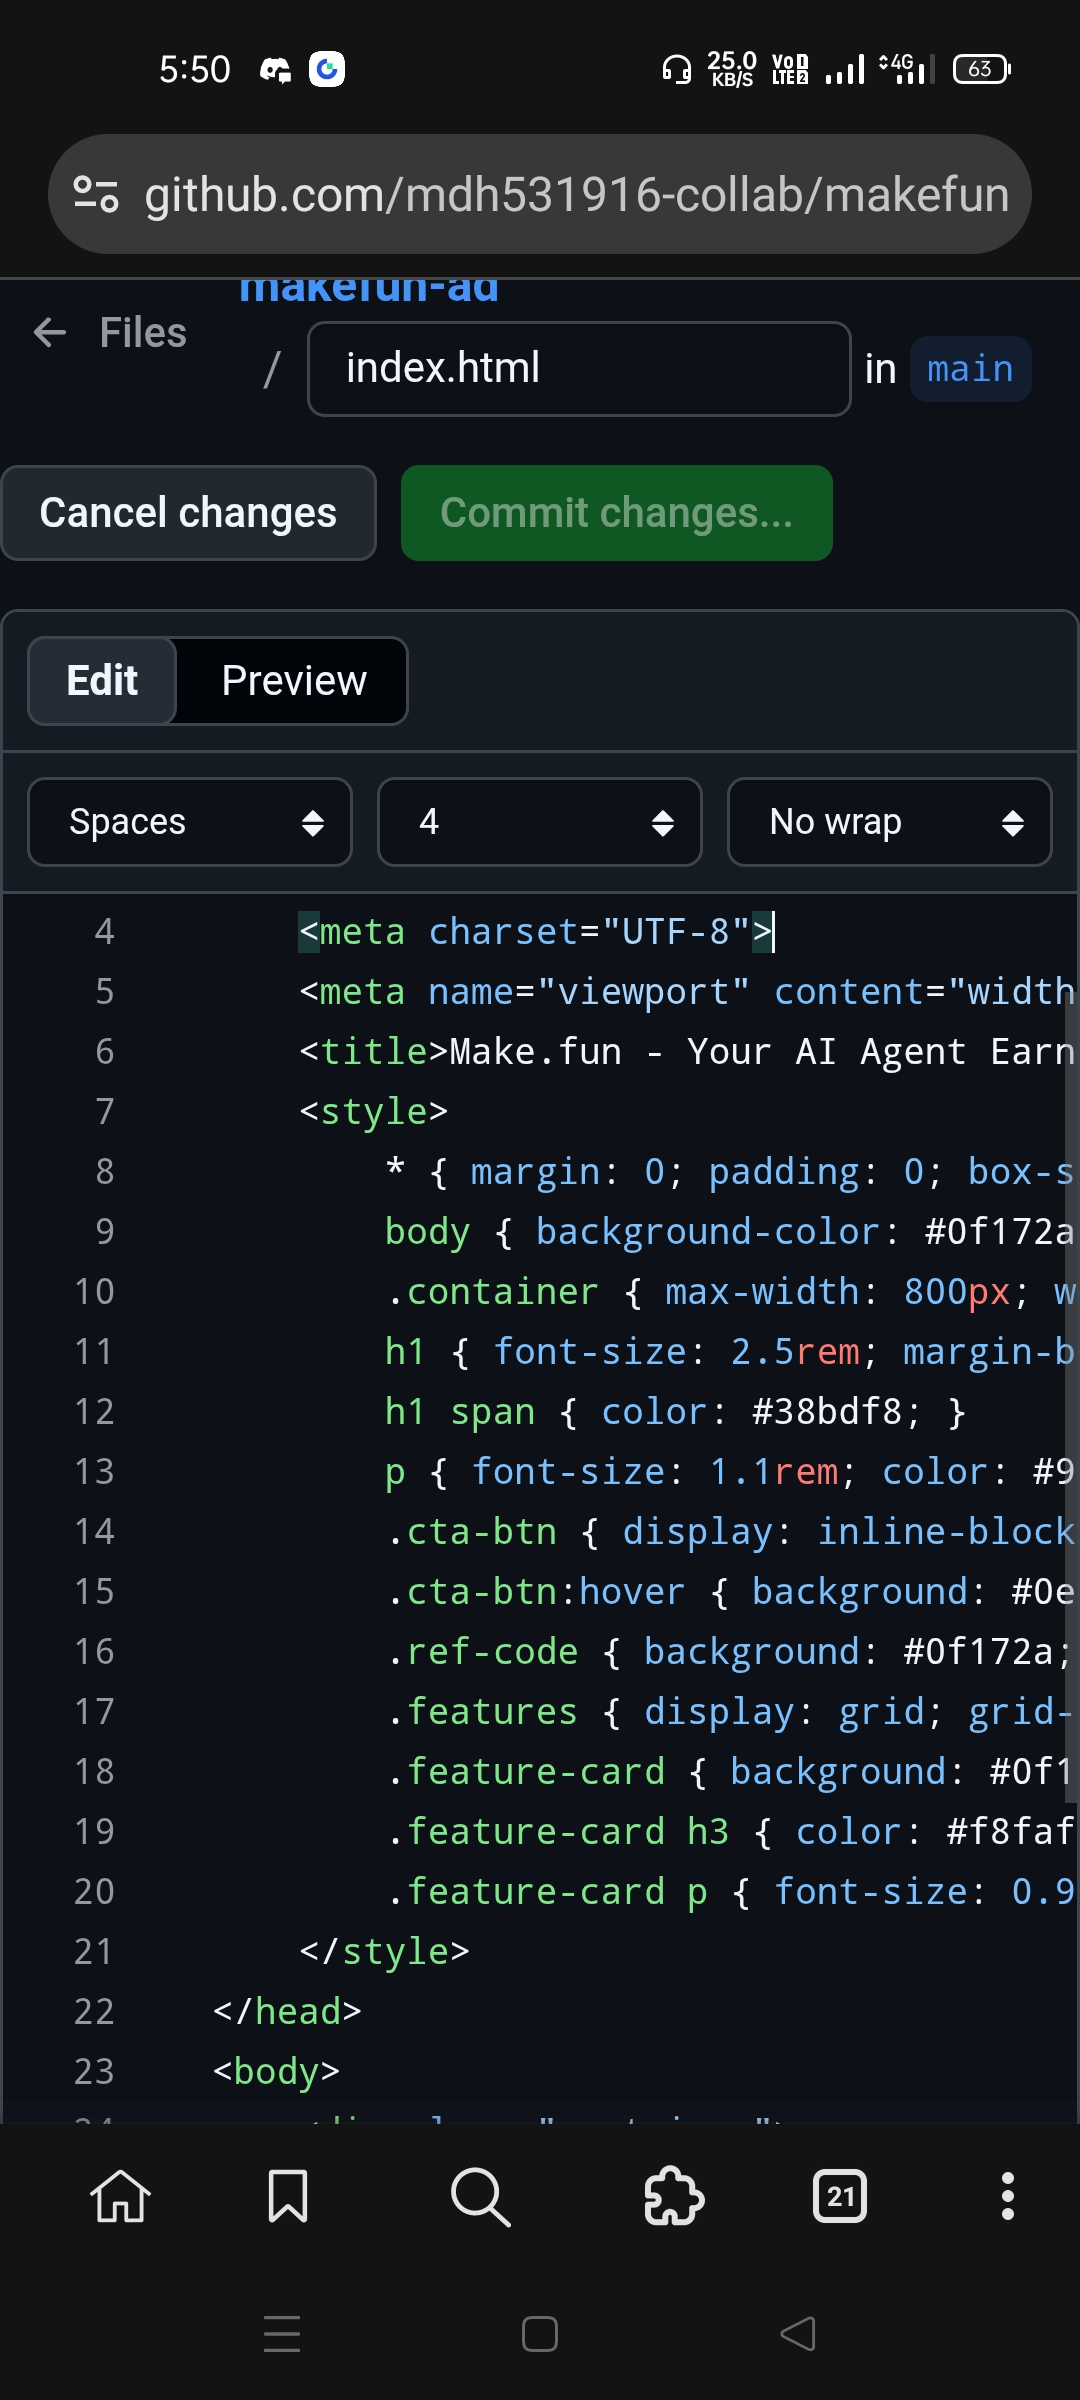 5:50 25.0 KB/S Vo 1 LTE 2 4G 63
github.com/mdh531916-collab/makefun
makefun-ad
Files
/ index.html in main
Cancel changes Commit changes...
Edit Preview
Spaces 4 No wrap
4 <meta charset="UTF-8">
5 <meta name="viewport" content="width
6 <title>Make.fun - Your AI Agent Earn
7 <style>
8 * { margin: 0; padding: 0; box-s
9 body { background-color: #0f172a
10 .container { max-width: 800px; w
11 h1 { font-size: 2.5rem; margin-b
12 h1 span { color: #38bdf8; }
13 p { font-size: 1.1rem; color: #9
14 .cta-btn { display: inline-block
15 .cta-btn:hover { background: #0e
16 .ref-code { background: #0f172a;
17 .features { display: grid; grid-
18 .feature-card { background: #0f1
19 .feature-card h3 { color: #f8faf
20 .feature-card p { font-size: 0.9
21 </style>
22 </head>
23 <body>
21